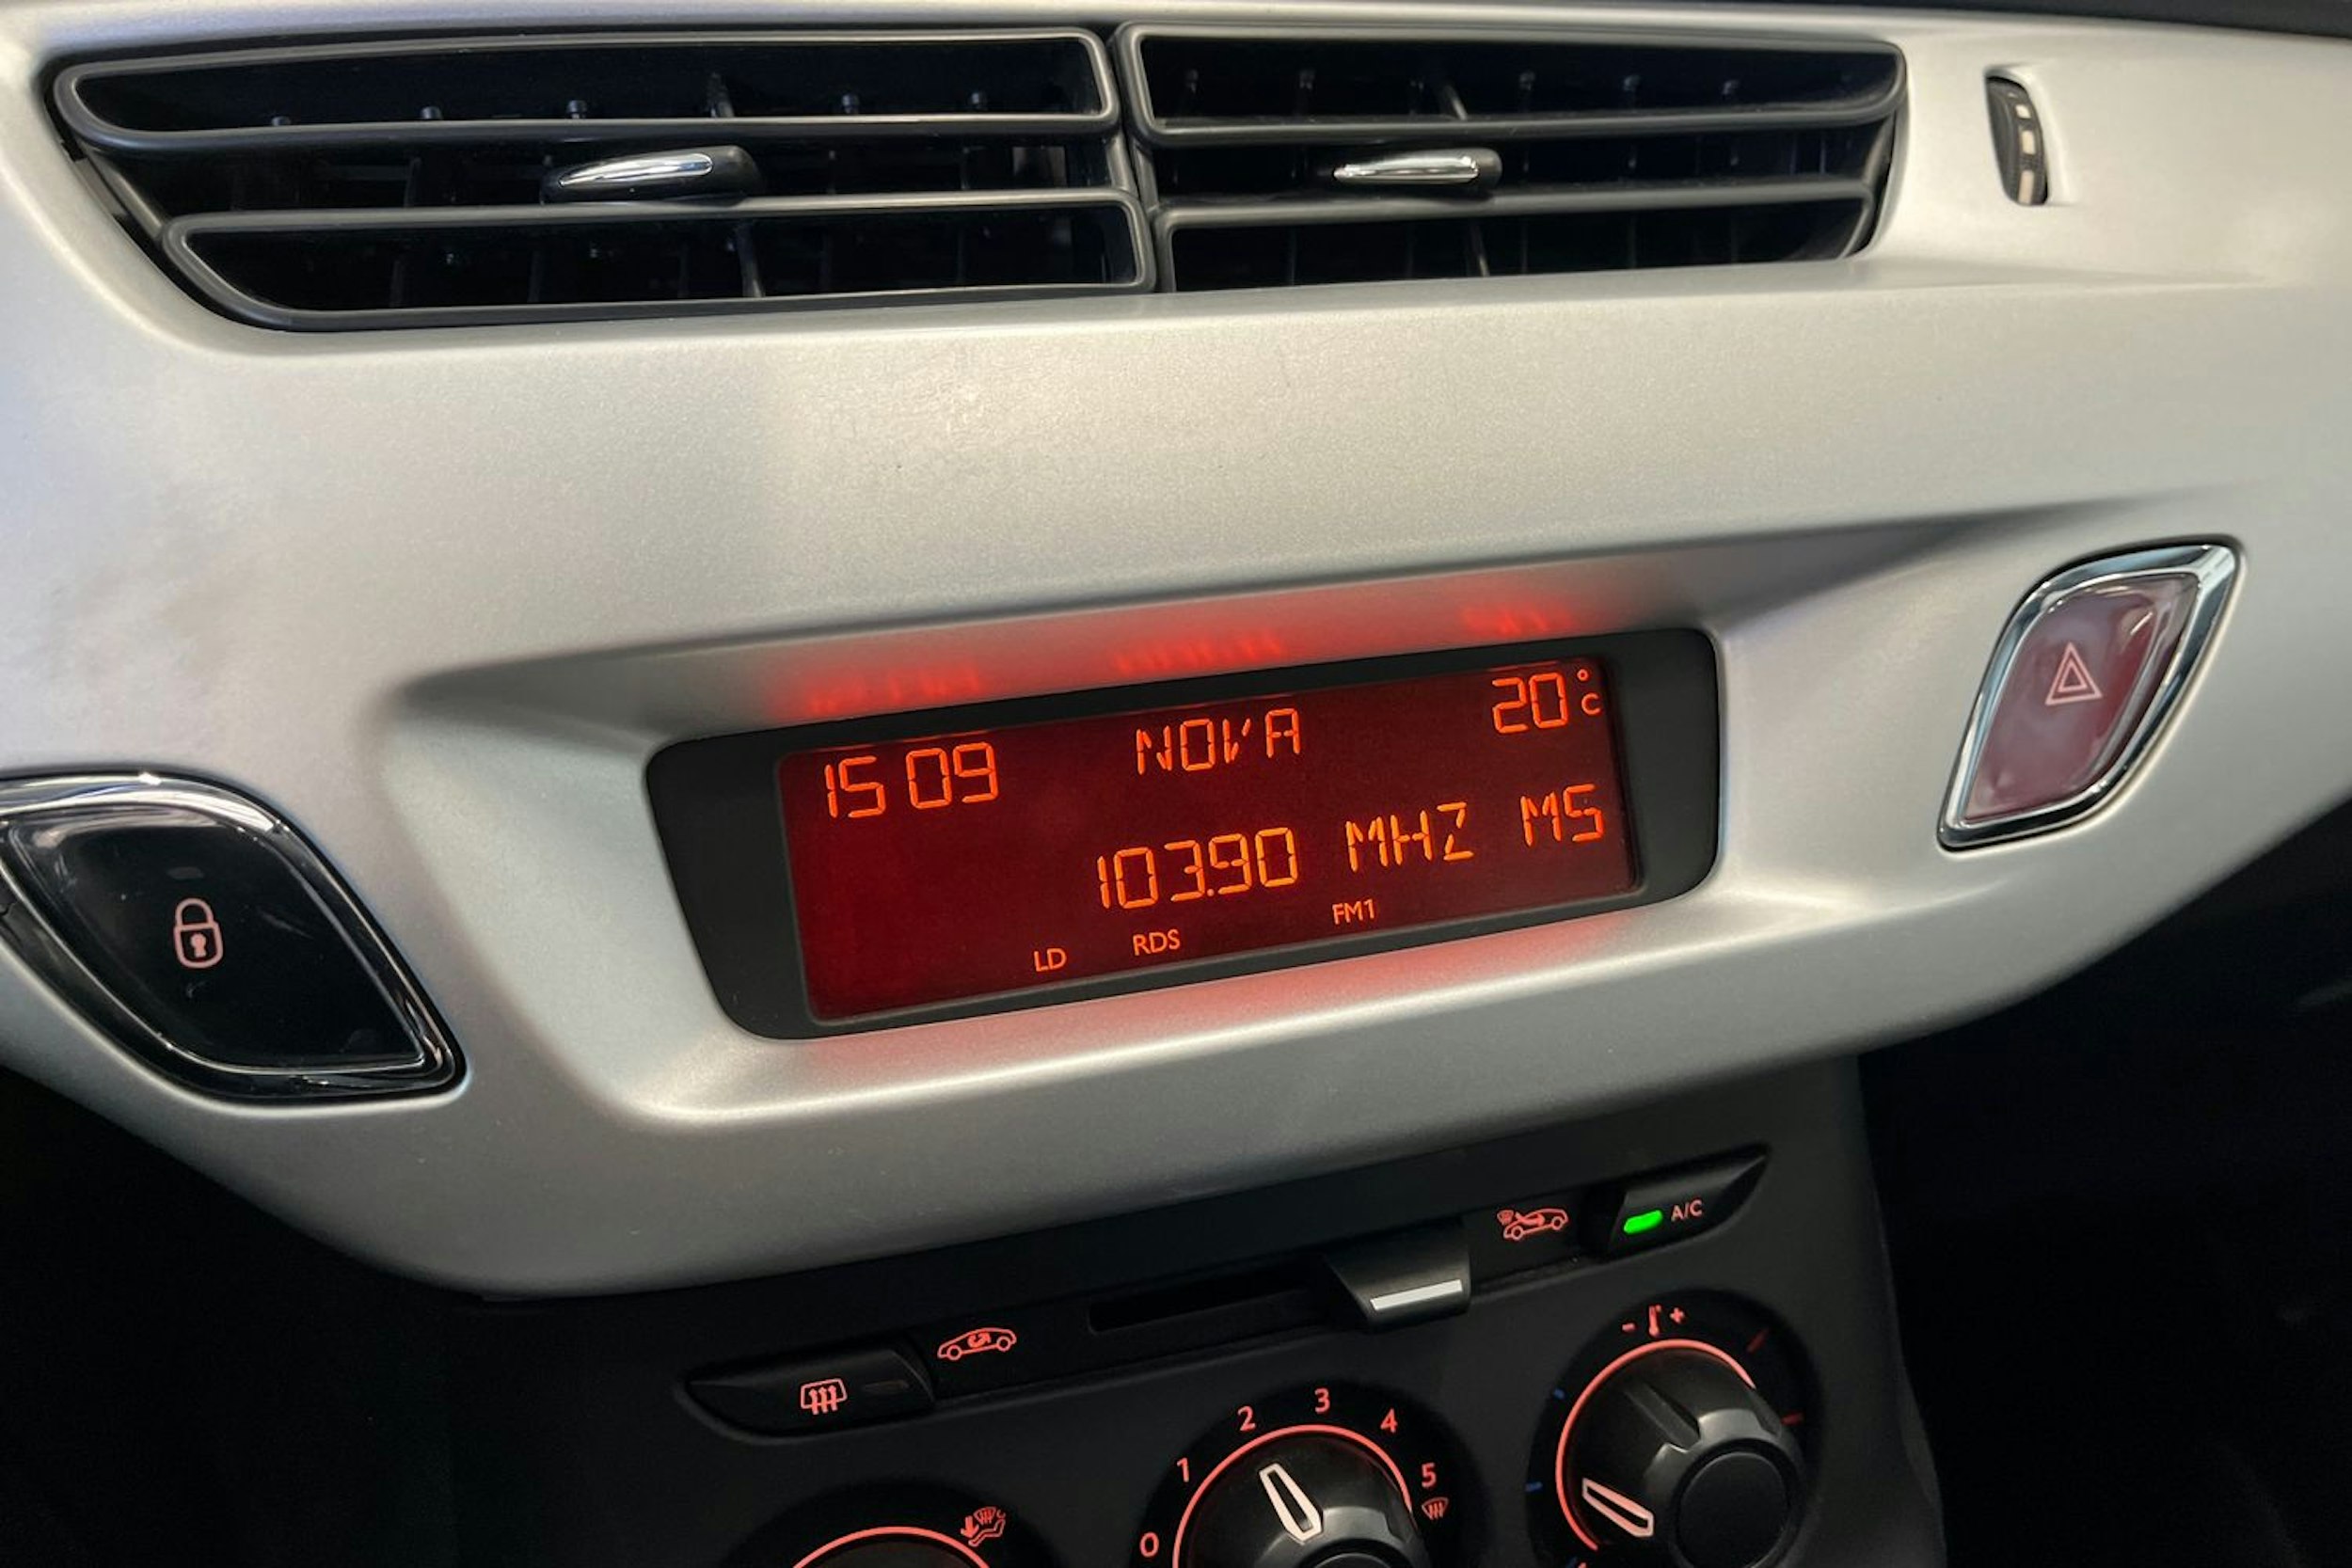 15 09 NOVA 20°C
103.90 MHZ MS
LD RDS FM1
A/C
- +
0 1 2 3 4 5